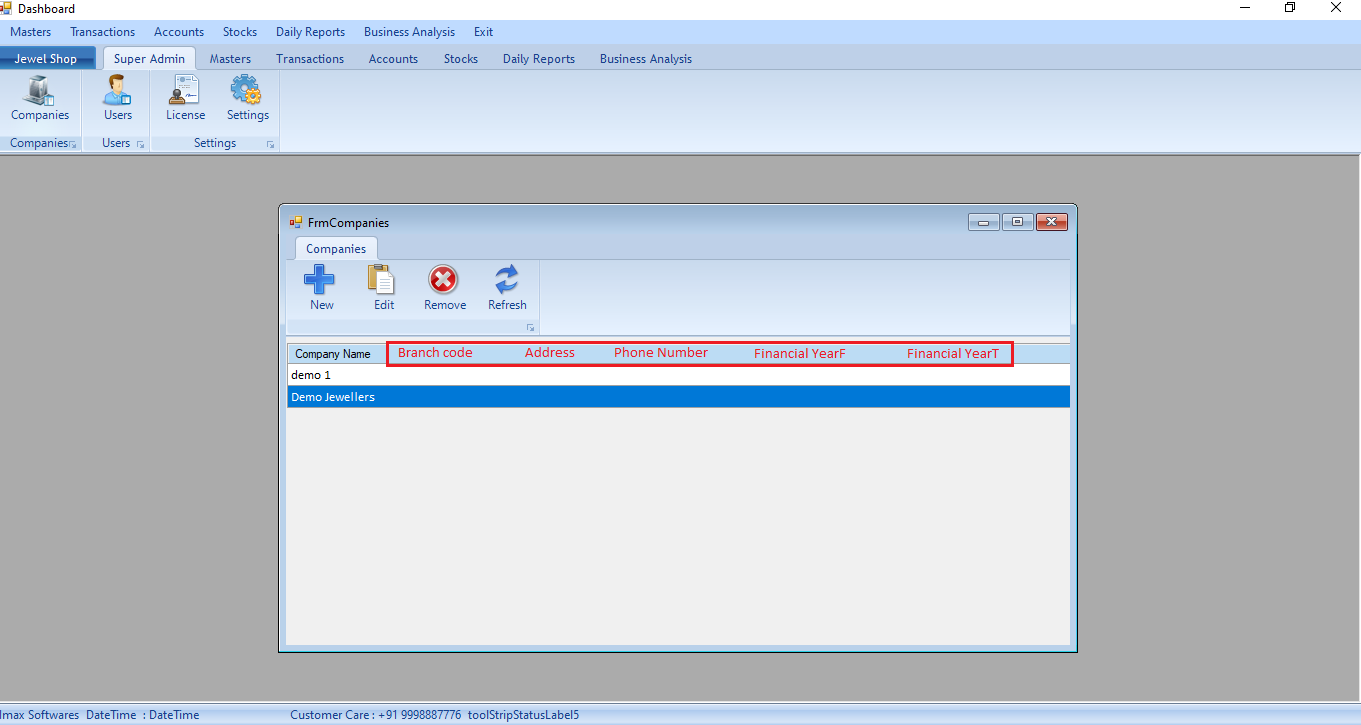 Dashboard
Masters Transactions Accounts Stocks Daily Reports Business Analysis Exit
Jewel Shop Super Admin Masters Transactions Accounts Stocks Daily Reports Business Analysis
Companies Users License Settings
Companies Users Settings
FrmCompanies
Companies
New Edit Remove Refresh
Company Name Branch code Address Phone Number Financial YearF Financial YearT
demo 1
Demo Jewellers
Imax Softwares DateTime : DateTime Customer Care : +91 9998887776 toolStripStatusLabel5